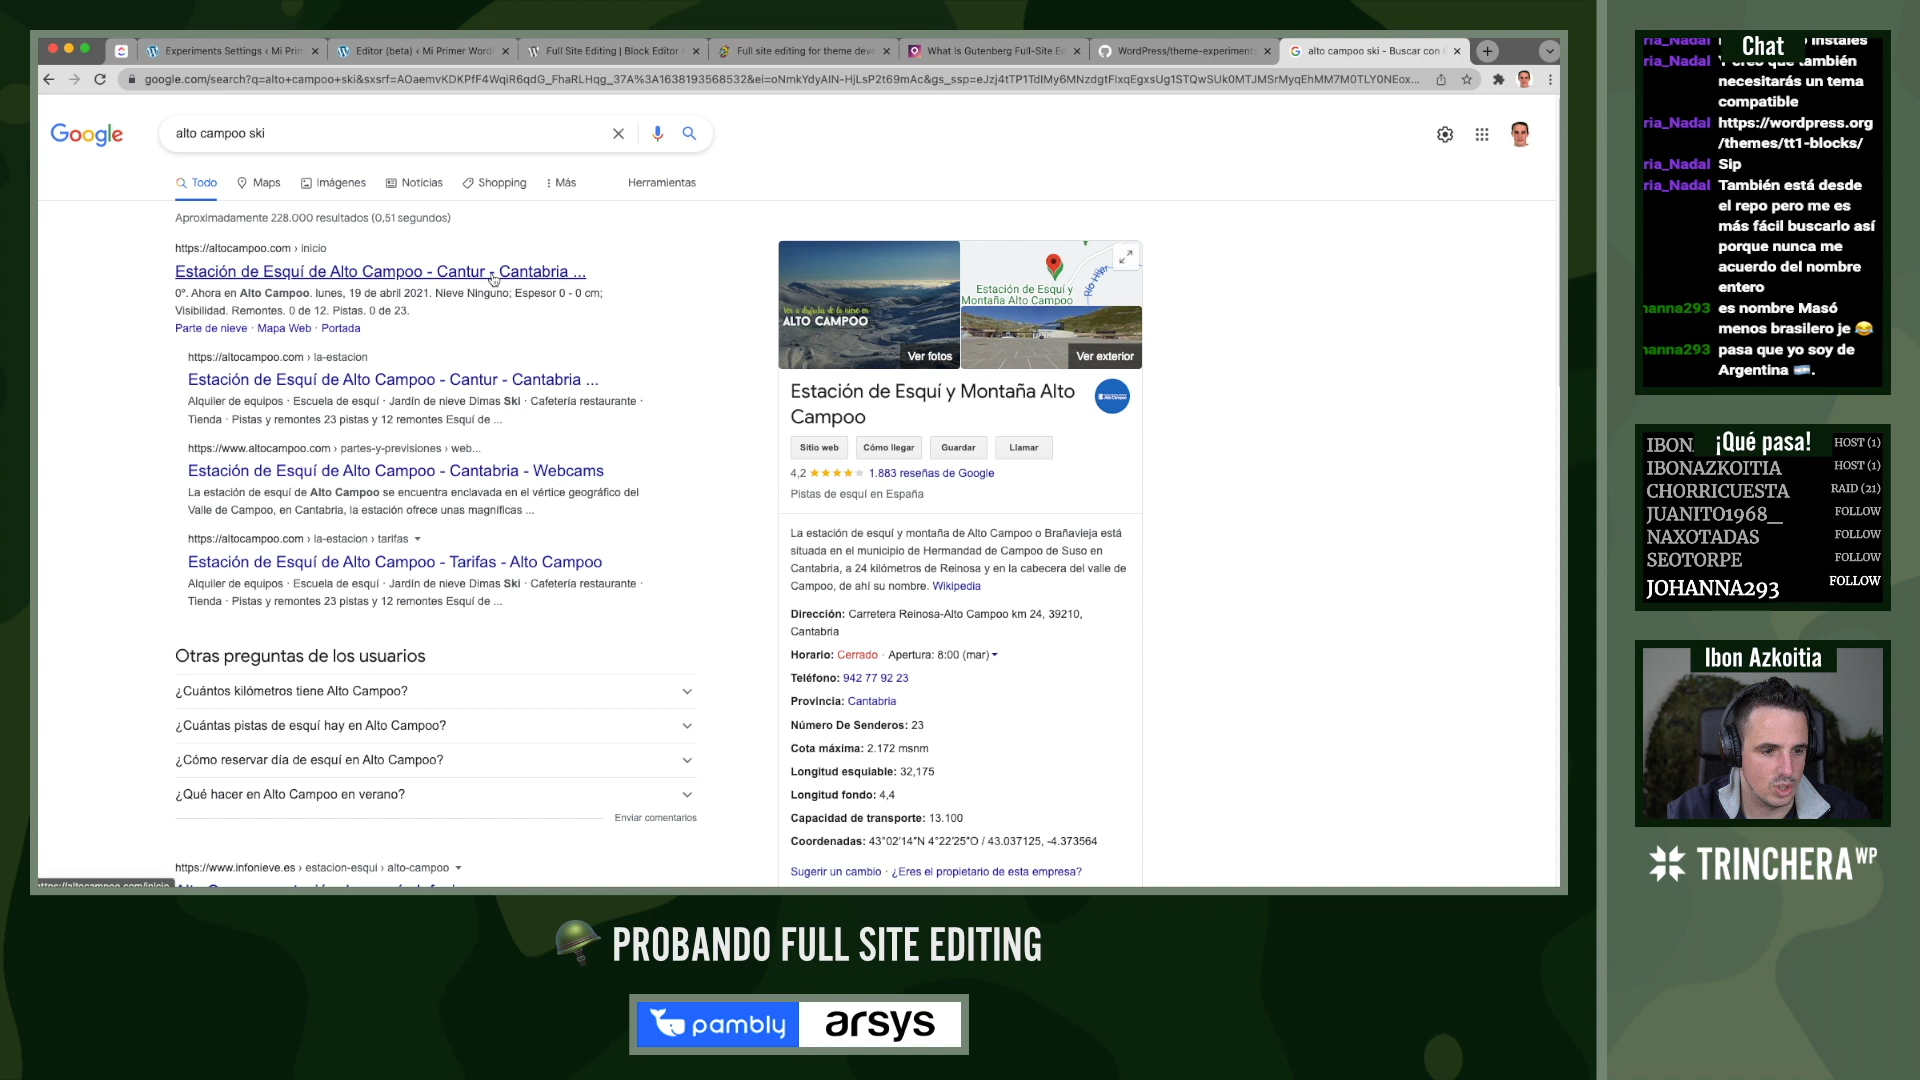 Experiments Settings ‹ Mi Prim
Editor (beta) ‹ Mi Primer Word
Full Site Editing | Block Editor
Full site editing for theme deve
What Is Gutenberg Full-Site Ed
WordPress/theme-experiments
alto campoo ski - Buscar con G
google.com/search?q=alto+campoo+ski&sxsrf=
Google
alto campoo ski
Todo
Maps
Imágenes
Noticias
Shopping
Más
Herramientas
Aproximadamente 228.000 resultados (0,51 segundos)
https://altocampoo.com › inicio
Estación de Esquí de Alto Campoo - Cantur - Cantabria ...
0°. Ahora en Alto Campoo. lunes, 19 de abril 2021. Nieve Ninguno; Espesor 0 - 0 cm;
Visibilidad. Remontes. 0 de 12. Pistas. 0 de 23.
Parte de nieve · Mapa Web · Portada
https://altocampoo.com › la-estacion
Estación de Esquí de Alto Campoo - Cantur - Cantabria ...
Alquiler de equipos · Escuela de esquí · Jardín de nieve Dimas Ski · Cafetería restaurante ·
Tienda · Pistas y remontes 23 pistas y 12 remontes Esquí de ...
https://www.altocampoo.com › partes-y-previsiones › web...
Estación de Esquí de Alto Campoo - Cantabria - Webcams
La estación de esquí de Alto Campoo se encuentra enclavada en el vértice geográfico del
Valle de Campoo, en Cantabria, la estación ofrece unas magníficas ...
https://altocampoo.com › la-estacion › tarifas
Estación de Esquí de Alto Campoo - Tarifas - Alto Campoo
Alquiler de equipos · Escuela de esquí · Jardín de nieve Dimas Ski · Cafetería restaurante ·
Tienda · Pistas y remontes 23 pistas y 12 remontes Esquí de ...
Otras preguntas de los usuarios
¿Cuántos kilómetros tiene Alto Campoo?
¿Cuántas pistas de esquí hay en Alto Campoo?
¿Cómo reservar día de esquí en Alto Campoo?
¿Qué hacer en Alto Campoo en verano?
Enviar comentarios
https://www.infonieve.es › estacion-esqui › alto-campoo
https://altocampoo.com/inicio
ALTO CAMPOO
Ver fotos
Estación de Esquí y
Montaña Alto Campoo
Río Híjar
Ver exterior
Estación de Esquí y Montaña Alto
Campoo
Sitio web
Cómo llegar
Guardar
Llamar
4,2 1.883 reseñas de Google
Pistas de esquí en España
La estación de esquí y montaña de Alto Campoo o Brañavieja está
situada en el municipio de Hermandad de Campoo de Suso en
Cantabria, a 24 kilómetros de Reinosa y en la cabecera del valle de
Campoo, de ahí su nombre. Wikipedia
Dirección: Carretera Reinosa-Alto Campoo km 24, 39210,
Cantabria
Horario: Cerrado · Apertura: 8:00 (mar)
Teléfono: 942 77 92 23
Provincia: Cantabria
Número De Senderos: 23
Cota máxima: 2.172 msnm
Longitud esquiable: 32,175
Longitud fondo: 4,4
Capacidad de transporte: 13.100
Coordenadas: 43°02′14″N 4°22′25″O / 43.037125, -4.373564
Sugerir un cambio · ¿Eres el propietario de esta empresa?
Chat
instales
ria_Nadal Y creo que también
necesitarás un tema
compatible
ria_Nadal https://wordpress.org
/themes/tt1-blocks/
ria_Nadal Sip
ria_Nadal También está desde
el repo pero me es
más fácil buscarlo así
porque nunca me
acuerdo del nombre
entero
hanna293 es nombre Masó
menos brasilero je 😂
hanna293 pasa que yo soy de
Argentina 🇦🇷.
¡Qué pasa!
IBON HOST (1)
IBONAZKOITIA HOST (1)
CHORRICUESTA RAID (21)
JUANITO1968_ FOLLOW
NAXOTADAS FOLLOW
SEOTORPE FOLLOW
JOHANNA293 FOLLOW
Ibon Azkoitia
TRINCHERA WP
PROBANDO FULL SITE EDITING
pambly
arsys